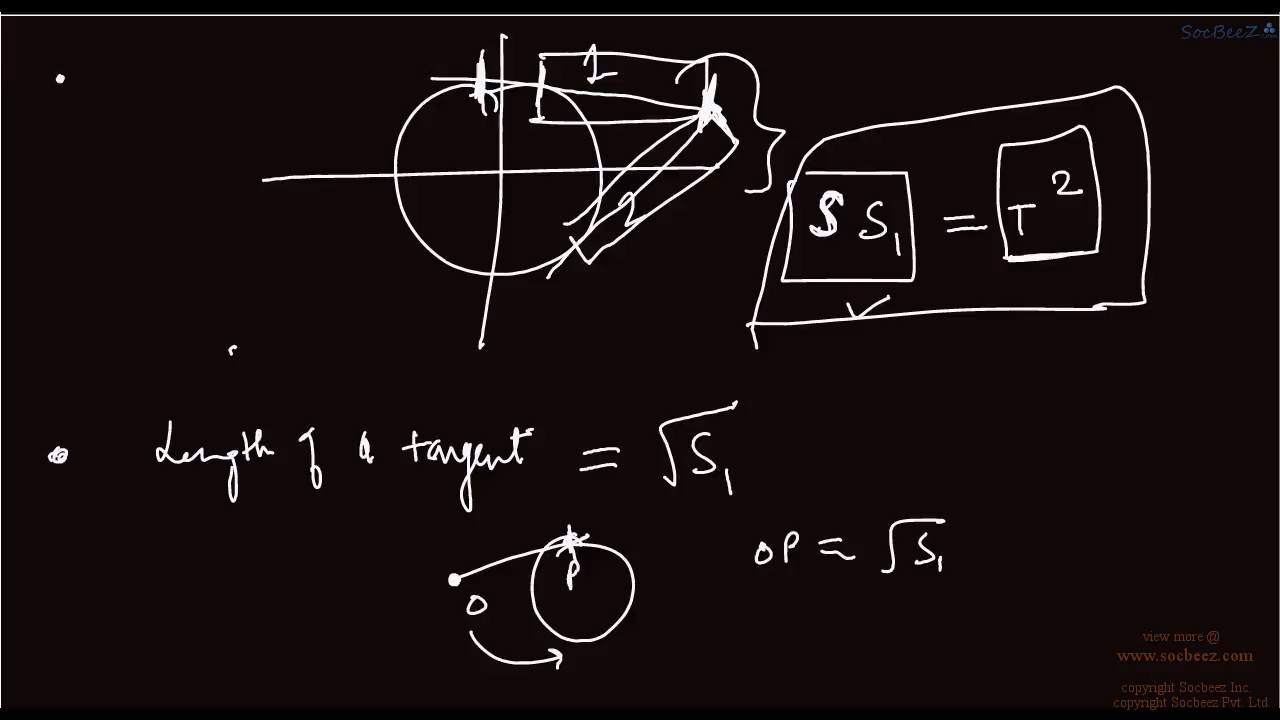 SocBeeZ
1
2
S S₁ = T²
Length of a tangent = √S₁
OP = √S₁
P
O
view more @
www.socbeez.com
copyright Socbeez Inc.
copyright Socbeez Pvt. Ltd